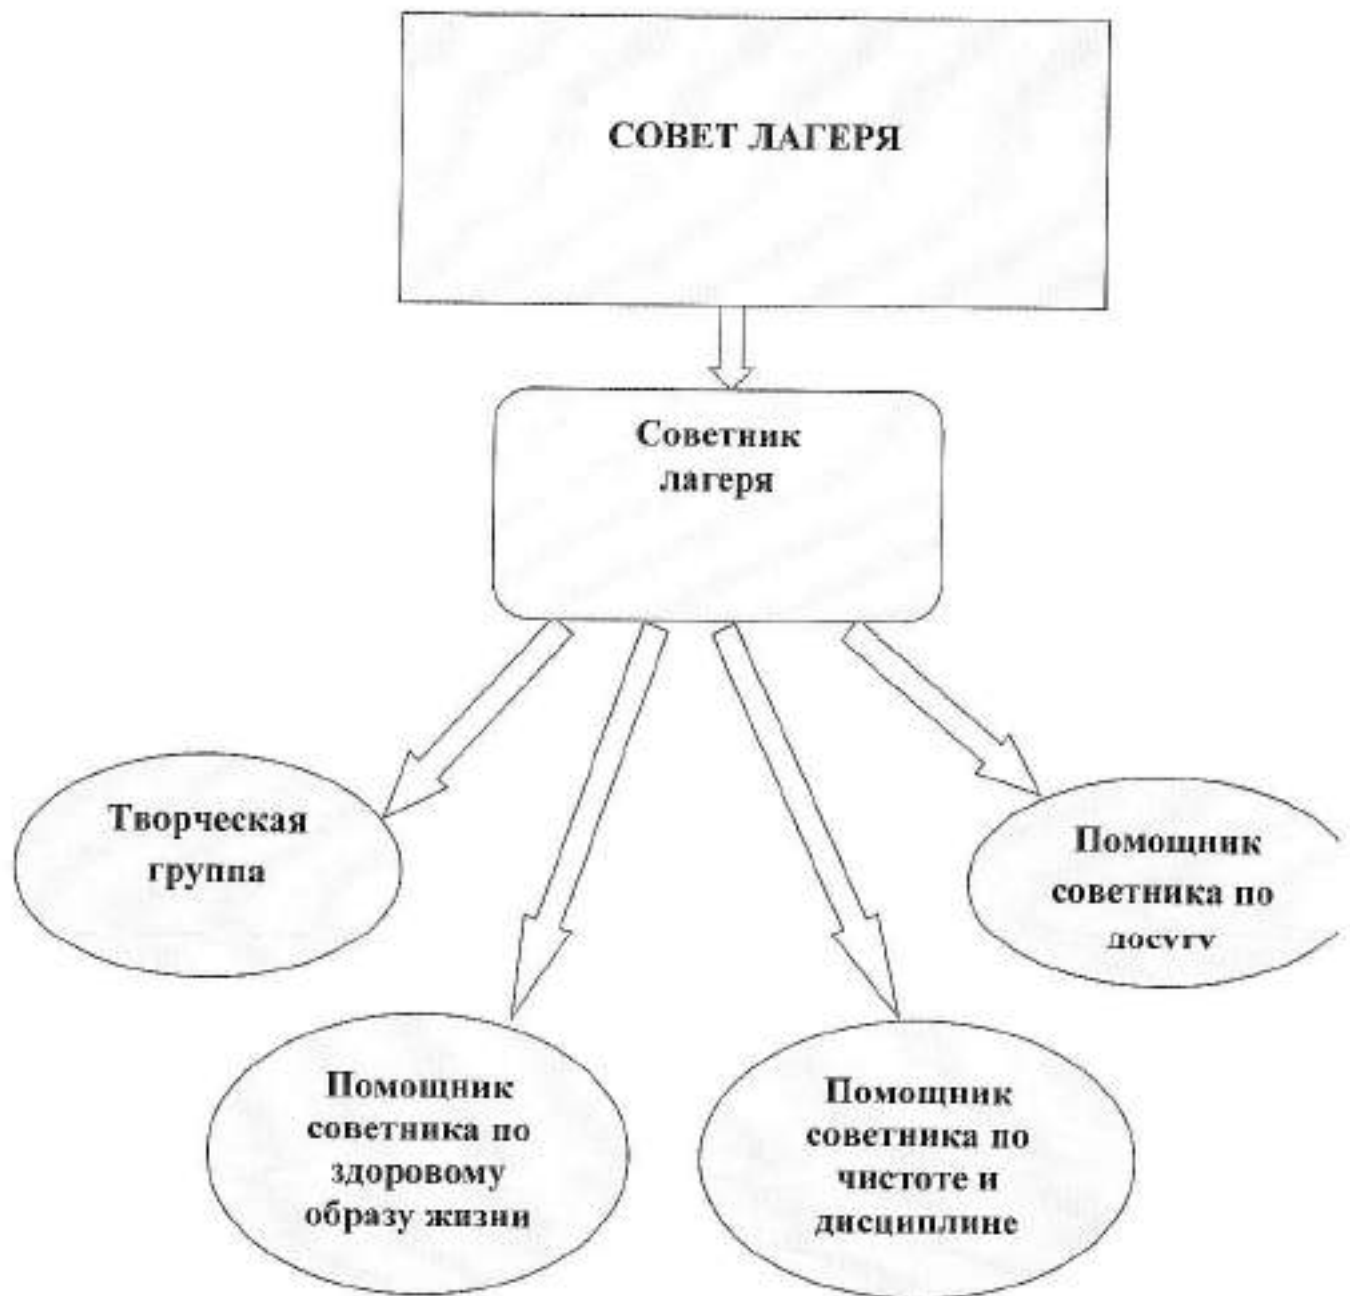 СОВЕТ ЛАГЕРЯ
Советник
лагеря
Творческая
группа
Помощник
советника по
досугу
Помощник
советника по
здоровому
образу жизни
Помощник
советника по
чистоте и
дисциплине